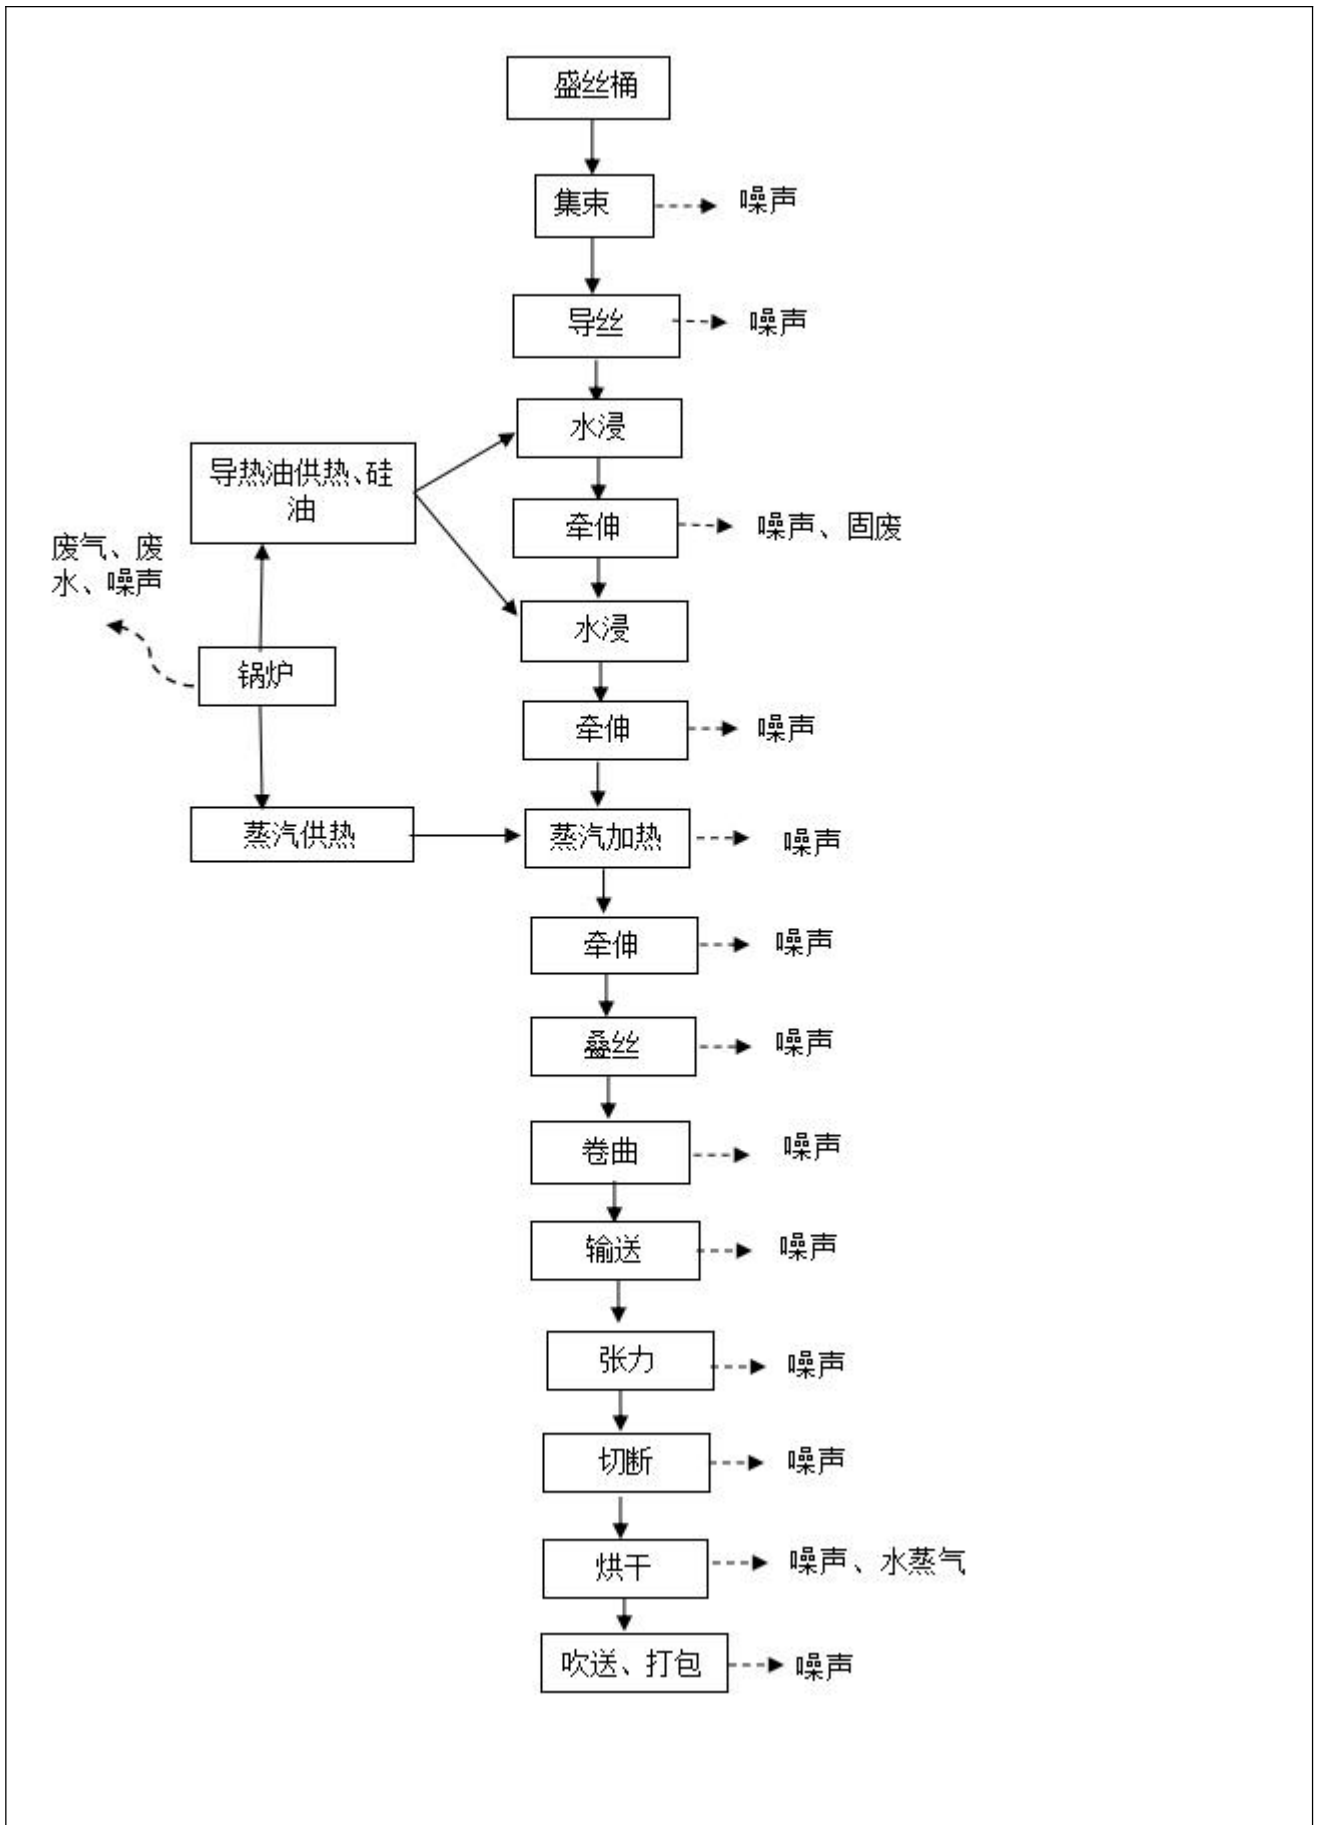 盛丝桶
集束
噪声
导丝
噪声
水浸
导热油供热、硅
油
牵伸
噪声、固废
废气、废
水、噪声
水浸
锅炉
牵伸
噪声
蒸汽供热
蒸汽加热
噪声
牵伸
噪声
叠丝
噪声
卷曲
噪声
输送
噪声
张力
噪声
切断
噪声
烘干
噪声、水蒸气
吹送、打包
噪声